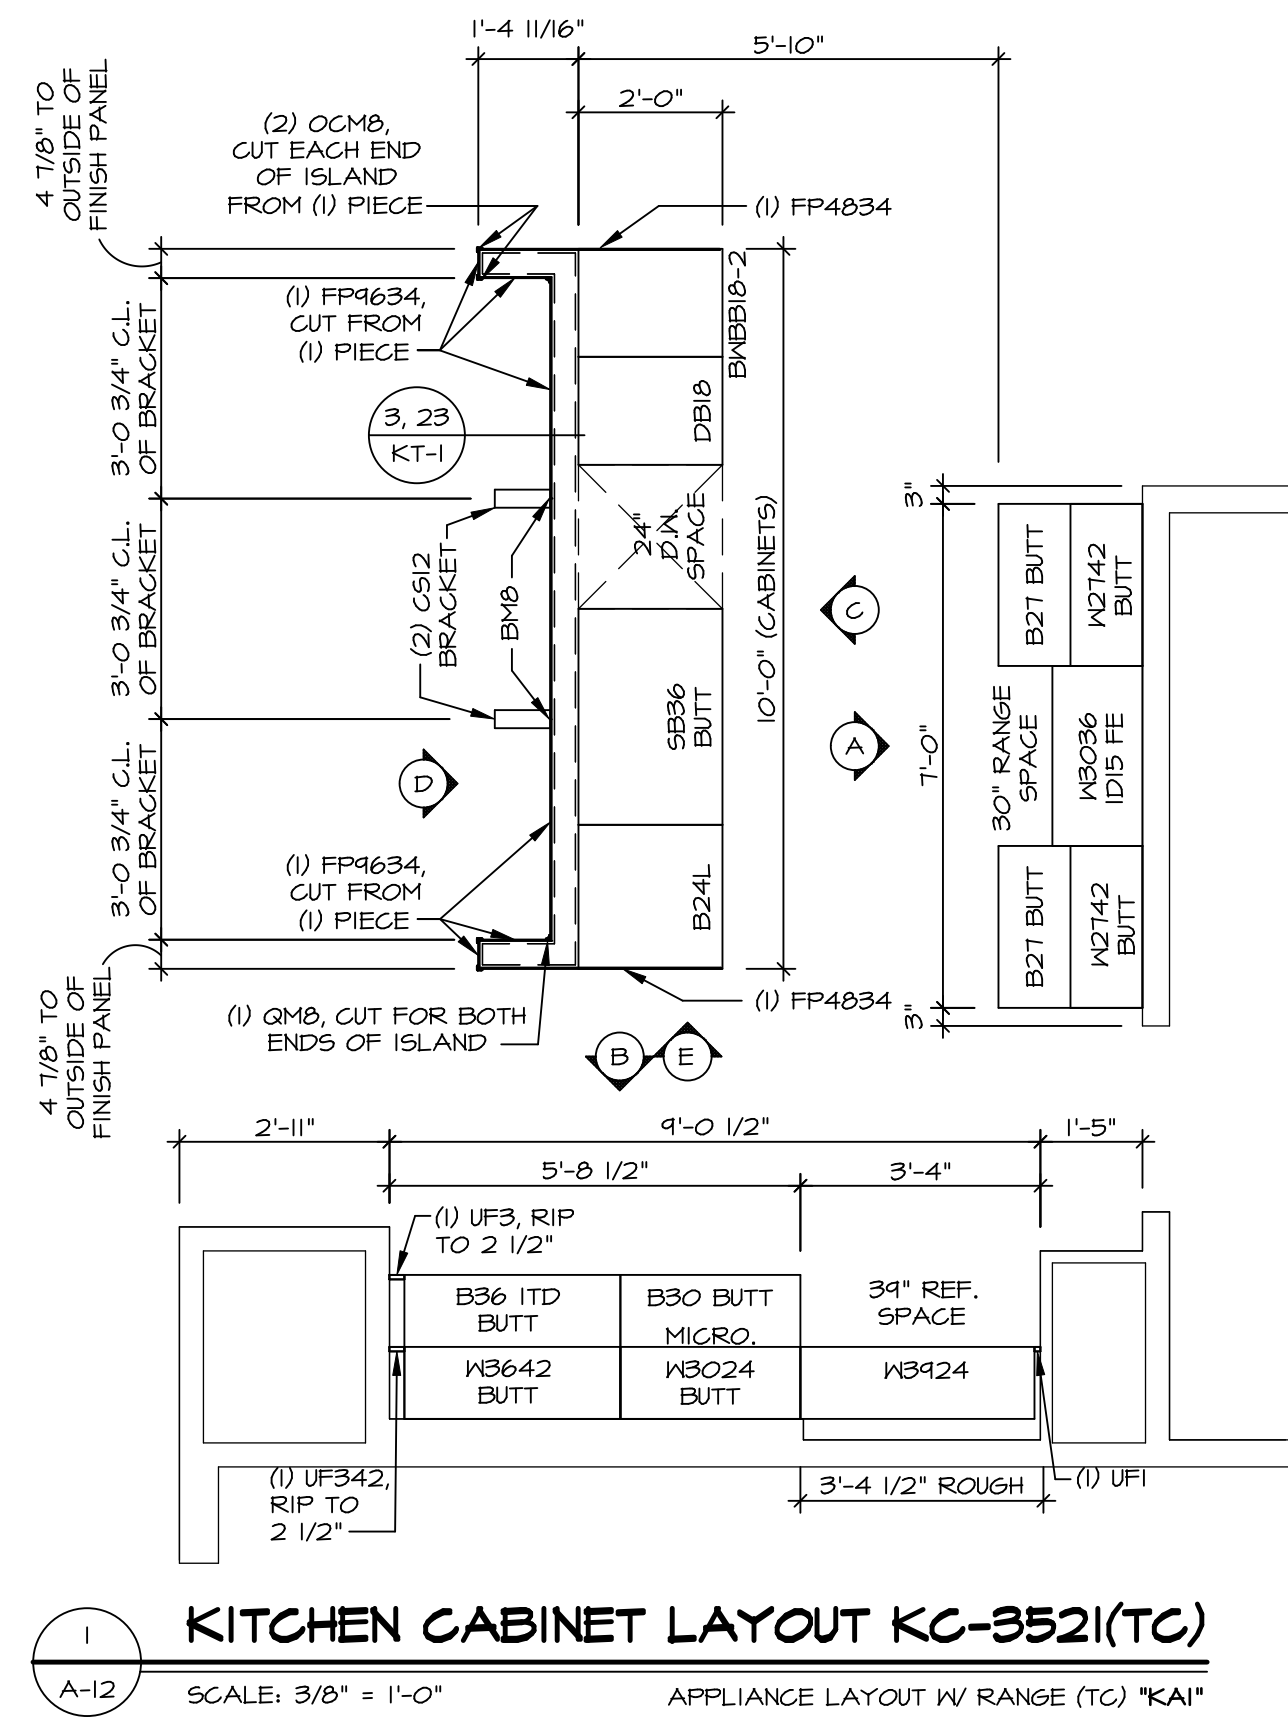 1'-4 11/16"
5'-10"
2'-0"
4 7/8" TO
OUTSIDE OF
FINISH PANEL
(2) OCM8,
CUT EACH END
OF ISLAND
FROM (1) PIECE
(1) FP4834
BWBB18-2
(1) FP9634,
CUT FROM
(1) PIECE
3'-0 3/4" C.L.
OF BRACKET
DB18
3, 23
KT-1
24"
D.W.
SPACE
10'-0" (CABINETS)
3'-0 3/4" C.L.
OF BRACKET
(2) CS12
BRACKET
BM8
SB36
BUTT
3'-0 3/4" C.L.
OF BRACKET
D
(1) FP9634,
CUT FROM
(1) PIECE
B24L
C
A
3"
B27 BUTT
W2742
BUTT
7'-0"
30" RANGE
SPACE
W3036
1D15 FE
B27 BUTT
W2742
BUTT
3"
(1) FP4834
(1) QM8, CUT FOR BOTH
ENDS OF ISLAND
4 7/8" TO
OUTSIDE OF
FINISH PANEL
B
E
2'-11"
9'-0 1/2"
1'-5"
5'-8 1/2"
3'-4"
(1) UF3, RIP
TO 2 1/2"
B36 1TD
BUTT
B30 BUTT
MICRO.
39" REF.
SPACE
W3642
BUTT
W3024
BUTT
W3924
(1) UF342,
RIP TO
2 1/2"
3'-4 1/2" ROUGH
(1) UF1
1
A-12
KITCHEN CABINET LAYOUT KC-3521(TC)
SCALE: 3/8" = 1'-0"
APPLIANCE LAYOUT W/ RANGE (TC) "KA1"